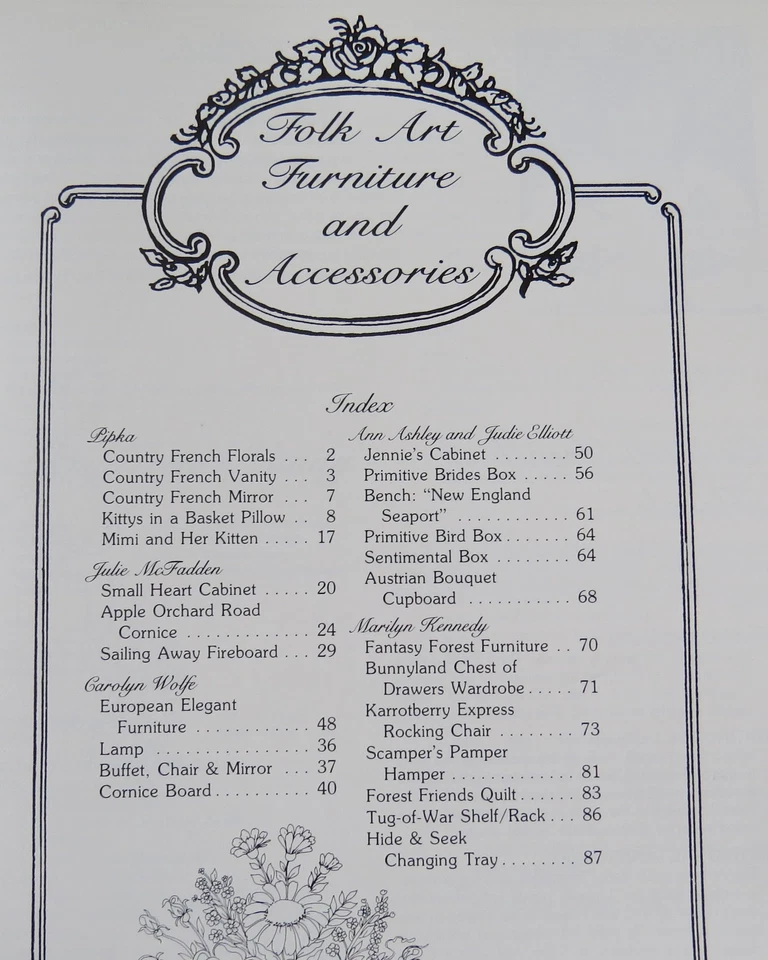 Folk Art
Furniture
and
Accessories
Index
Pipka
Country French Florals . . . 2
Country French Vanity . . . 3
Country French Mirror . . . 7
Kittys in a Basket Pillow . . 8
Mimi and Her Kitten . . . . . 17
Julie McFadden
Small Heart Cabinet . . . . . 20
Apple Orchard Road
Cornice . . . . . . . . . . . . 24
Sailing Away Fireboard . . . 29
Carolyn Wolfe
European Elegant
Furniture . . . . . . . . . . . 48
Lamp . . . . . . . . . . . . . . . 36
Buffet, Chair & Mirror . . . 37
Cornice Board . . . . . . . . . 40
Ann Ashley and Judie Elliott
Jennie's Cabinet . . . . . . . . 50
Primitive Brides Box . . . . . 56
Bench: “New England
Seaport” . . . . . . . . . . . . 61
Primitive Bird Box . . . . . . . 64
Sentimental Box . . . . . . . . 64
Austrian Bouquet
Cupboard . . . . . . . . . . . 68
Marilyn Kennedy
Fantasy Forest Furniture . . 70
Bunnyland Chest of
Drawers Wardrobe . . . . . 71
Karrotberry Express
Rocking Chair . . . . . . . . 73
Scamper's Pamper
Hamper . . . . . . . . . . . . . 81
Forest Friends Quilt . . . . . . 83
Tug-of-War Shelf/Rack . . . 86
Hide & Seek
Changing Tray . . . . . . . . 87